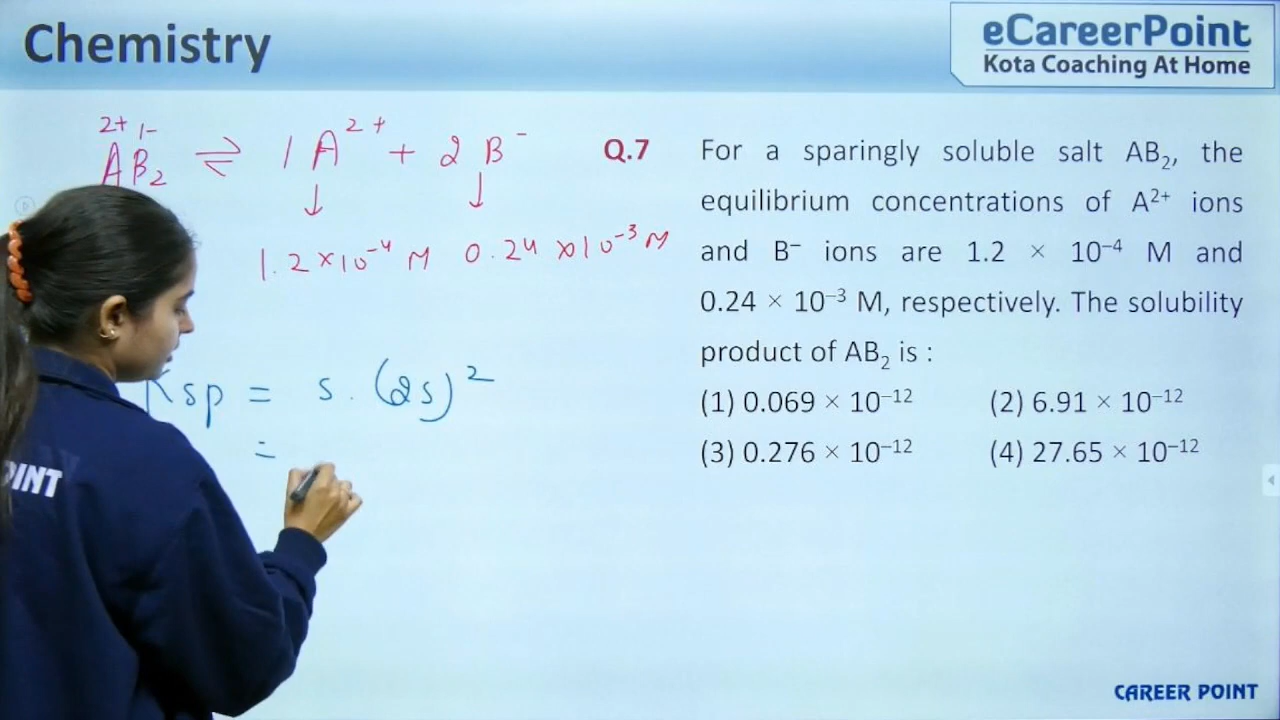 Chemistry
eCareerPoint
Kota Coaching At Home
2+ 1-
AB₂ ⇌ 1 A²⁺ + 2 B⁻
↓ ↓
1.2 × 10⁻⁴ M 0.24 × 10⁻³ M
Ksp = s. (2s)²
=
Q.7 For a sparingly soluble salt AB₂, the
equilibrium concentrations of A²⁺ ions
and B⁻ ions are 1.2 × 10⁻⁴ M and
0.24 × 10⁻³ M, respectively. The solubility
product of AB₂ is :
(1) 0.069 × 10⁻¹² (2) 6.91 × 10⁻¹²
(3) 0.276 × 10⁻¹² (4) 27.65 × 10⁻¹²
CAREER POINT